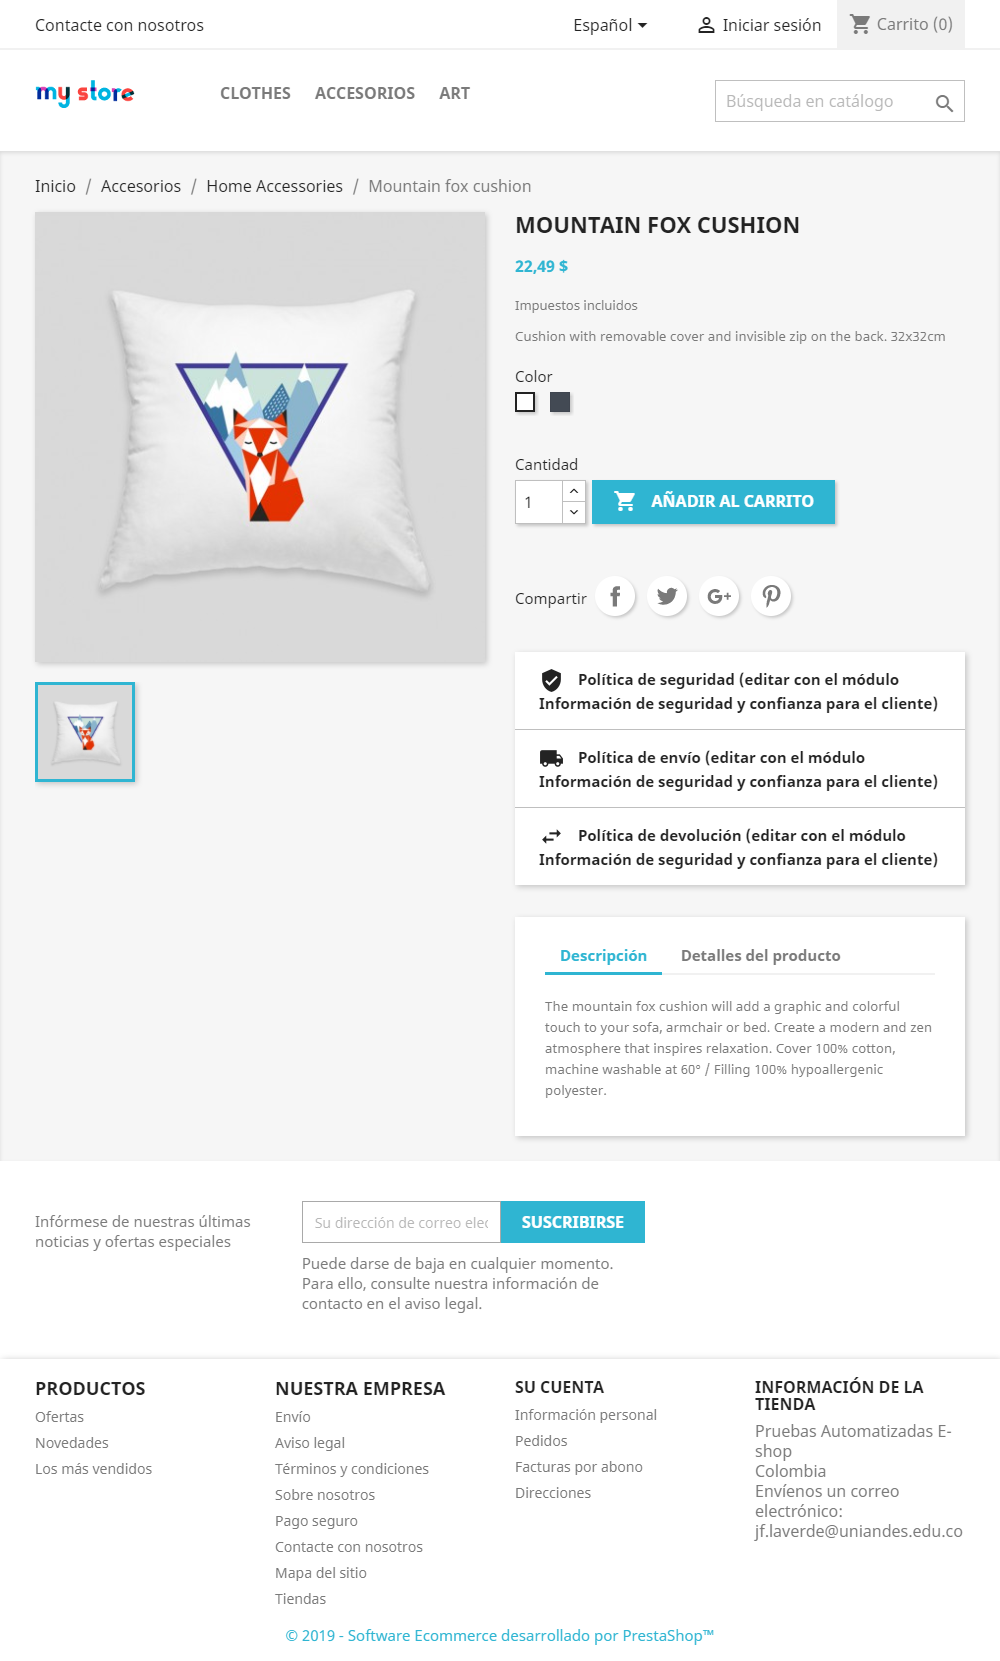 Contacte con nosotros
Español
Iniciar sesión
Carrito (0)
my store
CLOTHES
ACCESORIOS
ART
Búsqueda en catálogo
Inicio / Accesorios / Home Accessories / Mountain fox cushion
MOUNTAIN FOX CUSHION
22,49 $
Impuestos incluidos
Cushion with removable cover and invisible zip on the back. 32x32cm
Color
Cantidad
1
AÑADIR AL CARRITO
Compartir
Política de seguridad (editar con el módulo
Información de seguridad y confianza para el cliente)
Política de envío (editar con el módulo
Información de seguridad y confianza para el cliente)
Política de devolución (editar con el módulo
Información de seguridad y confianza para el cliente)
Descripción
Detalles del producto
The mountain fox cushion will add a graphic and colorful
touch to your sofa, armchair or bed. Create a modern and zen
atmosphere that inspires relaxation. Cover 100% cotton,
machine washable at 60° / Filling 100% hypoallergenic
polyester.
Infórmese de nuestras últimas
noticias y ofertas especiales
Su dirección de correo elec
SUSCRIBIRSE
Puede darse de baja en cualquier momento.
Para ello, consulte nuestra información de
contacto en el aviso legal.
PRODUCTOS
Ofertas
Novedades
Los más vendidos
NUESTRA EMPRESA
Envío
Aviso legal
Términos y condiciones
Sobre nosotros
Pago seguro
Contacte con nosotros
Mapa del sitio
Tiendas
SU CUENTA
Información personal
Pedidos
Facturas por abono
Direcciones
INFORMACIÓN DE LA
TIENDA
Pruebas Automatizadas E-
shop
Colombia
Envíenos un correo
electrónico:
jf.laverde@uniandes.edu.co
© 2019 - Software Ecommerce desarrollado por PrestaShop™